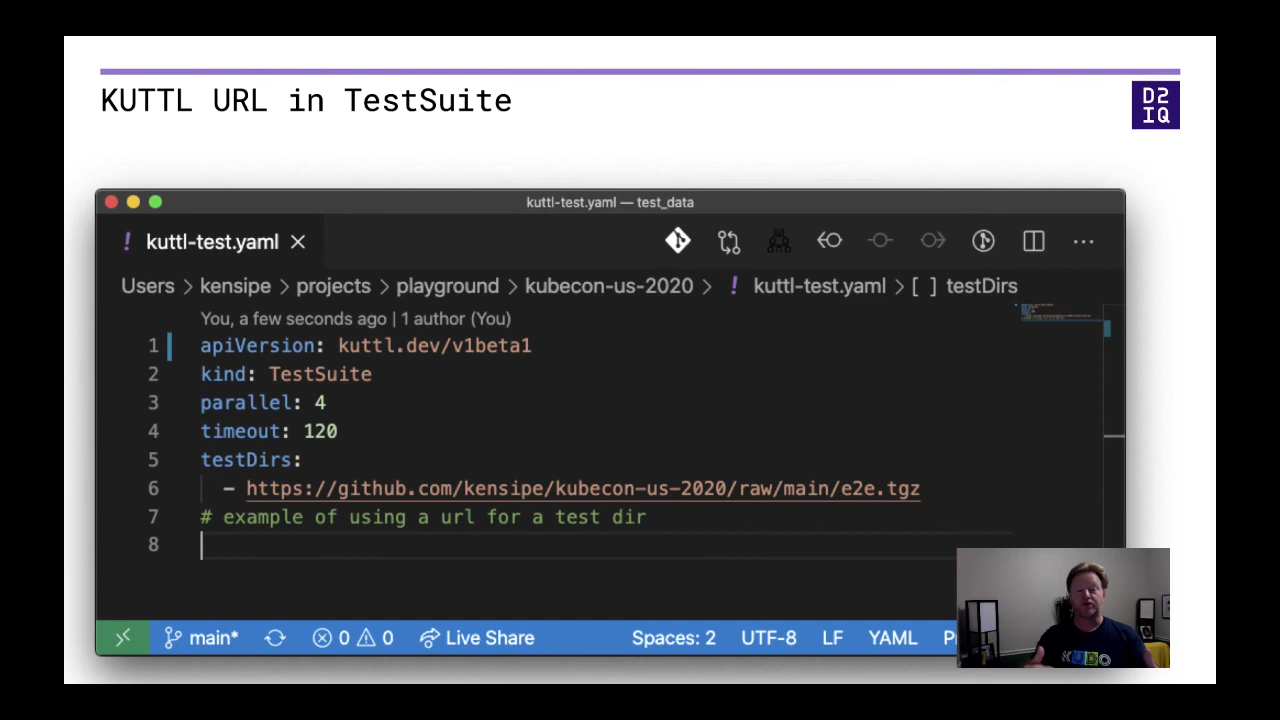 KUTTL URL in TestSuite
D2
IQ
kuttl-test.yaml — test_data
! kuttl-test.yaml
Users > kensipe > projects > playground > kubecon-us-2020 > ! kuttl-test.yaml > [ ] testDirs
You, a few seconds ago | 1 author (You)
1 apiVersion: kuttl.dev/v1beta1
2 kind: TestSuite
3 parallel: 4
4 timeout: 120
5 testDirs:
6 - https://github.com/kensipe/kubecon-us-2020/raw/main/e2e.tgz
7 # example of using a url for a test dir
8
main* 0 0 Live Share Spaces: 2 UTF-8 LF YAML
KUDO